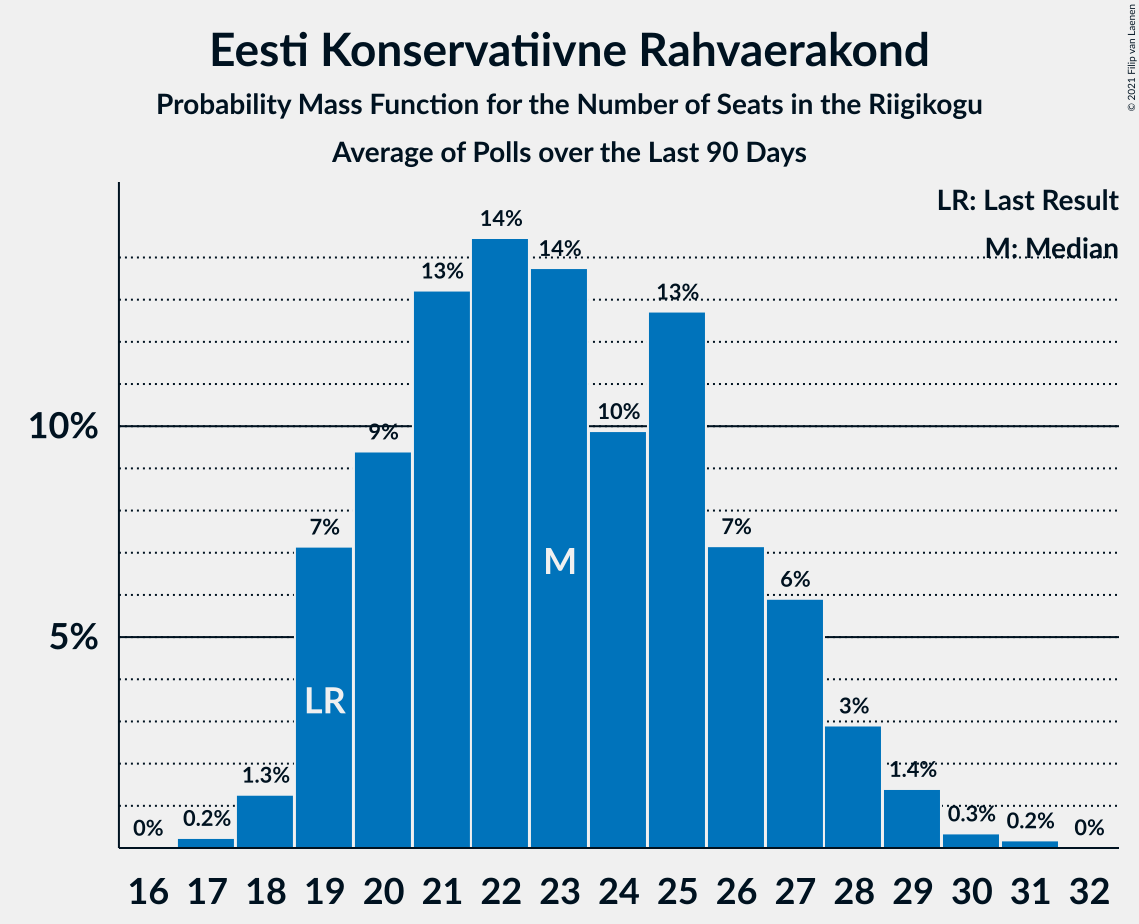 Eesti Konservatiivne Rahvaerakond
Probability Mass Function for the Number of Seats in the Riigikogu
Average of Polls over the Last 90 Days
© 2021 Filip van Laenen
LR: Last Result
M: Median
14%
14%
13%
13%
10%
10%
9%
7%
7%
M
6%
5%
LR
3%
1.3%
1.4%
0%
0.2%
0.3%
0.2%
0%
16 17 18 19 20 21 22 23 24 25 26 27 28 29 30 31 32